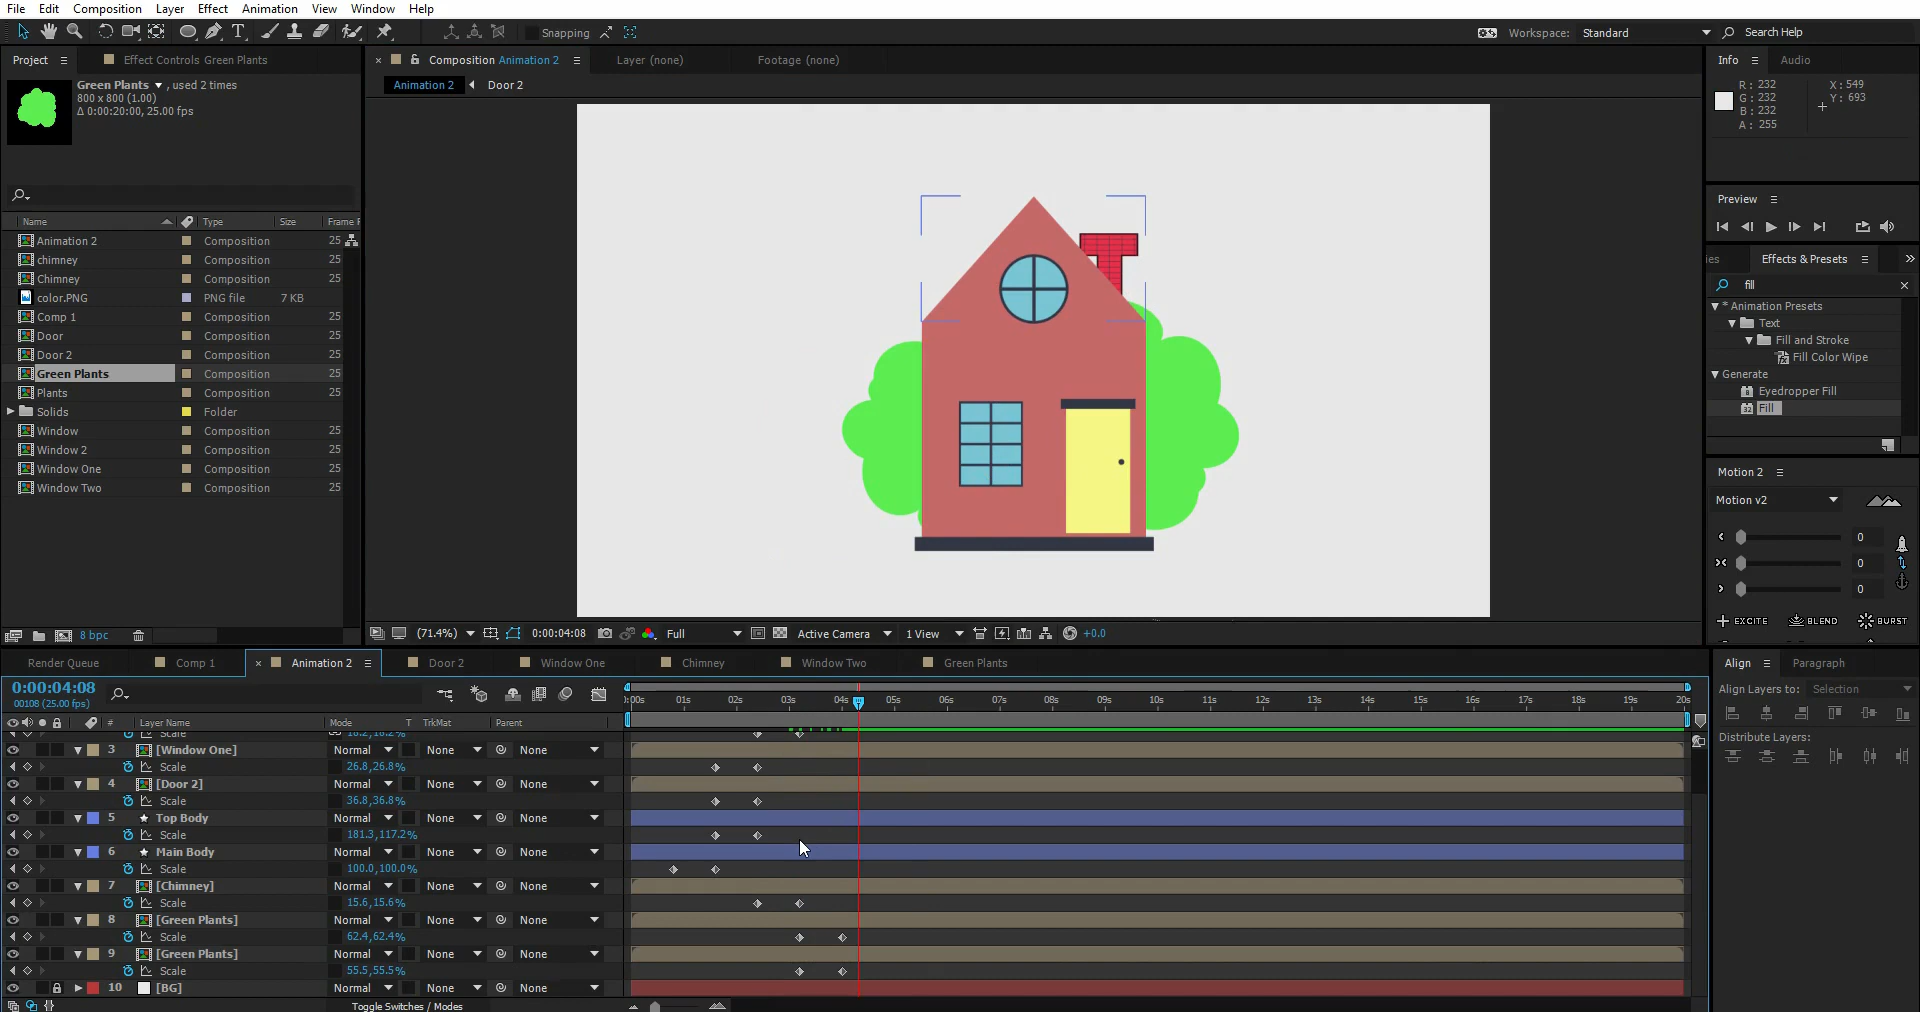 File Edit Composition Layer Effect Animation View Window Help
Snapping
Workspace: Standard
Search Help
Project
Effect Controls Green Plants
Green Plants , used 2 times
800 x 800 (1.00)
Δ 0:00:20:00, 25.00 fps
Name Type Size Frame
Animation 2 Composition 25
chimney Composition 25
Chimney Composition 25
color.PNG PNG file 7 KB
Comp 1 Composition 25
Door Composition 25
Door 2 Composition 25
Green Plants Composition 25
Plants Composition 25
Solids Folder
Window Composition 25
Window 2 Composition 25
Window One Composition 25
Window Two Composition 25
8 bpc
Composition Animation 2
Layer (none)
Footage (none)
Animation 2 Door 2
(71.4%) 0:00:04:08 Full Active Camera 1 View +0.0
Info Audio
R: 232 X: 549
G: 232 Y: 693
B: 232
A: 255
Preview
Effects & Presets
fill
* Animation Presets
Text
Fill and Stroke
Fill Color Wipe
Generate
Eyedropper Fill
32 Fill
Motion 2
Motion v2
0
0
0
EXCITE BLEND BURST
Align Paragraph
Align Layers to: Selection
Distribute Layers:
Render Queue Comp 1 Animation 2 Door 2 Window One Chimney Window Two Green Plants
0:00:04:08
00108 (25.00 fps)
:00s 01s 02s 03s 04s 05s 06s 07s 08s 09s 10s 11s 12s 13s 14s 15s 16s 17s 18s 19s 20s
# Layer Name Mode T TrkMat Parent
Scale 18.2,18.2%
3 [Window One] Normal None None
Scale 26.8,26.8%
4 [Door 2] Normal None None
Scale 36.8,36.8%
5 Top Body Normal None None
Scale 181.3,117.2%
6 Main Body Normal None None
Scale 100.0,100.0%
7 [Chimney] Normal None None
Scale 15.6,15.6%
8 [Green Plants] Normal None None
Scale 62.4,62.4%
9 [Green Plants] Normal None None
Scale 55.5,55.5%
10 [BG] Normal None None
Toggle Switches / Modes